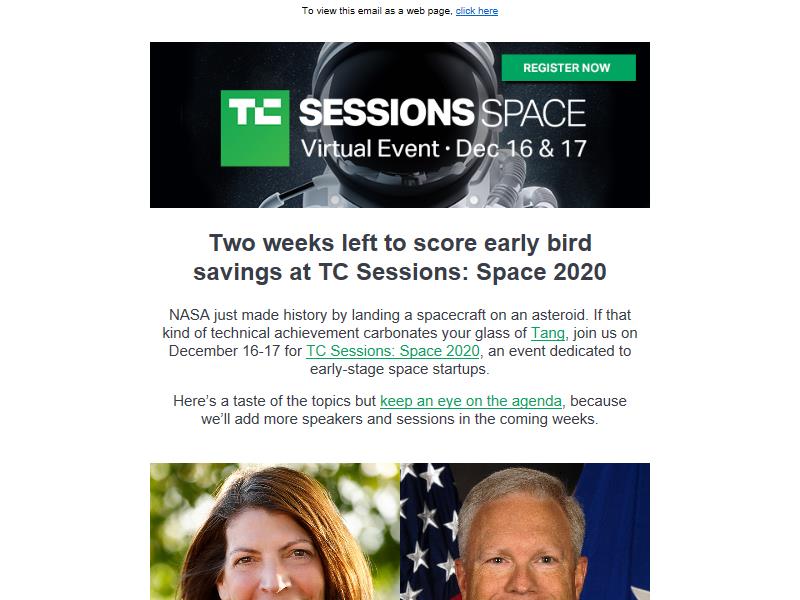 To view this email as a web page, click here
REGISTER NOW
TC SESSIONS SPACE
Virtual Event · Dec 16 & 17
Two weeks left to score early bird
savings at TC Sessions: Space 2020
NASA just made history by landing a spacecraft on an asteroid. If that
kind of technical achievement carbonates your glass of Tang, join us on
December 16-17 for TC Sessions: Space 2020, an event dedicated to
early-stage space startups.
Here’s a taste of the topics but keep an eye on the agenda, because
we’ll add more speakers and sessions in the coming weeks.